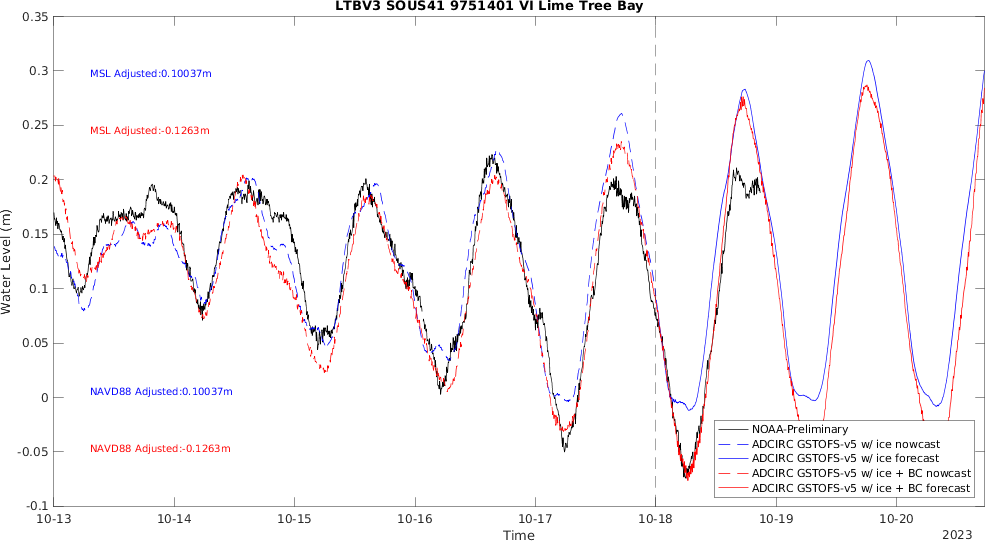 LTBV3 SOUS41 9751401 VI Lime Tree Bay
0.35
0.3
0.25
0.2
0.15
0.1
0.05
0
-0.05
-0.1
Water Level (m)
MSL Adjusted:0.10037m
MSL Adjusted:-0.1263m
NAVD88 Adjusted:0.10037m
NAVD88 Adjusted:-0.1263m
NOAA-Preliminary
ADCIRC GSTOFS-v5 w/ ice nowcast
ADCIRC GSTOFS-v5 w/ ice forecast
ADCIRC GSTOFS-v5 w/ ice + BC nowcast
ADCIRC GSTOFS-v5 w/ ice + BC forecast
10-13 10-14 10-15 10-16 10-17 10-18 10-19 10-20
Time
2023